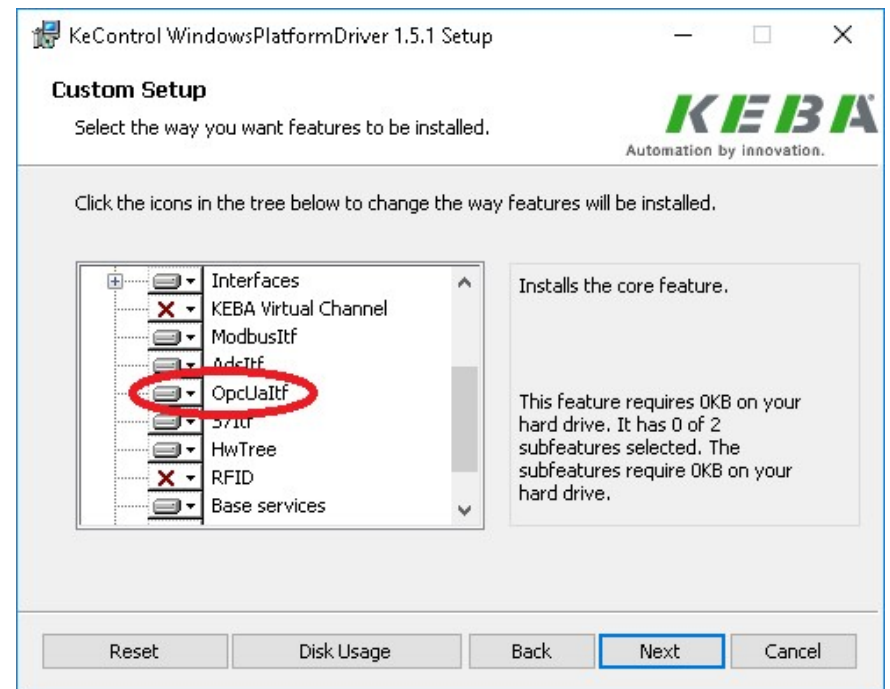 KeControl WindowsPlatformDriver 1.5.1 Setup
Custom Setup
Select the way you want features to be installed.
KEBA
Automation by innovation.
Click the icons in the tree below to change the way features will be installed.
Interfaces
KEBA Virtual Channel
ModbusItf
AdsItf
OpcUaItf
S7Itf
HwTree
RFID
Base services
Installs the core feature.
This feature requires 0KB on your
hard drive. It has 0 of 2
subfeatures selected. The
subfeatures require 0KB on your
hard drive.
Reset
Disk Usage
Back
Next
Cancel